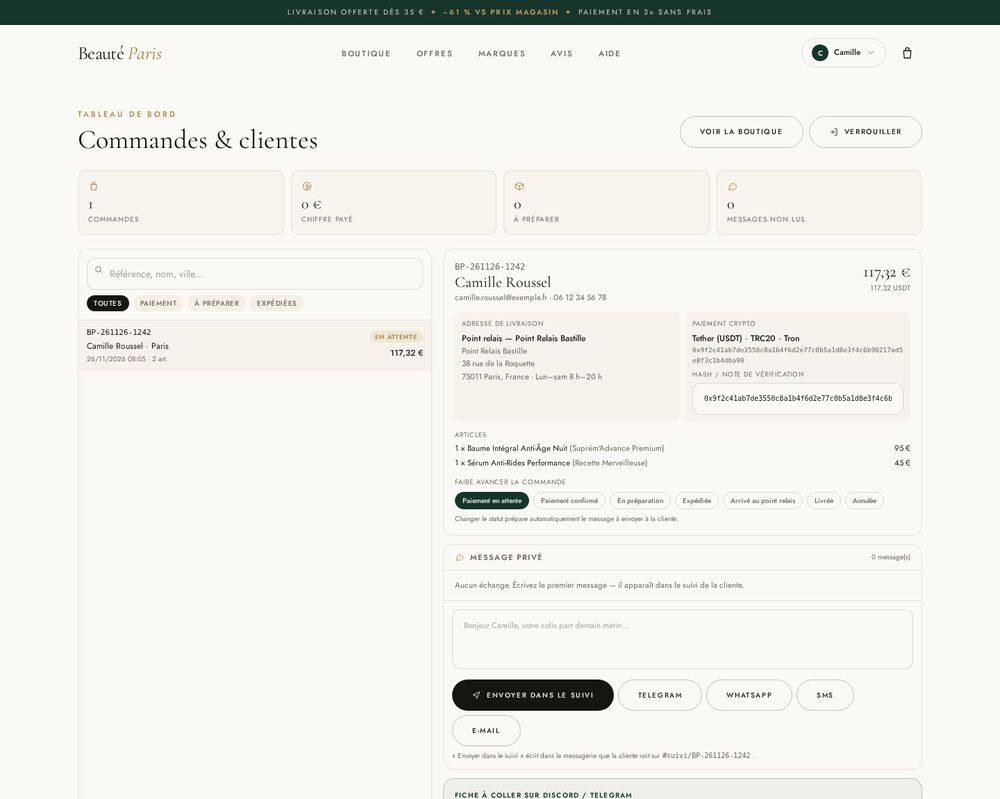 LIVRAISON OFFERTE DÈS 35 € ✦ −61 % VS PRIX MAGASIN ✦ PAIEMENT EN 3× SANS FRAIS
Beauté Paris
BOUTIQUE OFFRES MARQUES AVIS AIDE
C Camille
TABLEAU DE BORD
Commandes & clientes
VOIR LA BOUTIQUE
VERROUILLER
1
COMMANDES
0 €
CHIFFRE PAYÉ
0
À PRÉPARER
0
MESSAGES NON LUS
Référence, nom, ville…
TOUTES PAIEMENT À PRÉPARER EXPÉDIÉES
BP-261126-1242
EN ATTENTE
Camille Roussel · Paris
117,32 €
26/11/2026 08:05 · 2 art.
BP-261126-1242
Camille Roussel
camille.roussel@exemple.fr · 06 12 34 56 78
117,32 €
117.32 USDT
ADRESSE DE LIVRAISON
Point relais — Point Relais Bastille
Point Relais Bastille
38 rue de la Roquette
75011 Paris, France · Lun–sam 8 h–20 h
PAIEMENT CRYPTO
Tether (USDT) · TRC20 · Tron
0x9f2c41ab7de3550c8a1b4f6d2e77c0b5a1d8e3f4c6b90217ad5
e8f3c1b4d6a90
HASH / NOTE DE VÉRIFICATION
0x9f2c41ab7de3550c8a1b4f6d2e77c0b5a1d8e3f4c6b
ARTICLES
1 × Baume Intégral Anti-Âge Nuit (Suprêm'Advance Premium) 95 €
1 × Sérum Anti-Rides Performance (Recette Merveilleuse) 45 €
FAIRE AVANCER LA COMMANDE
Paiement en attente Paiement confirmé En préparation Expédiée Arrivé au point relais Livrée Annulée
Changer le statut prépare automatiquement le message à envoyer à la cliente.
MESSAGE PRIVÉ
0 message(s)
Aucun échange. Écrivez le premier message — il apparaît dans le suivi de la cliente.
Bonjour Camille, votre colis part demain matin…
ENVOYER DANS LE SUIVI TELEGRAM WHATSAPP SMS
E-MAIL
« Envoyer dans le suivi » écrit dans la messagerie que la cliente voit sur #suivi/BP-261126-1242 .
FICHE À COLLER SUR DISCORD / TELEGRAM